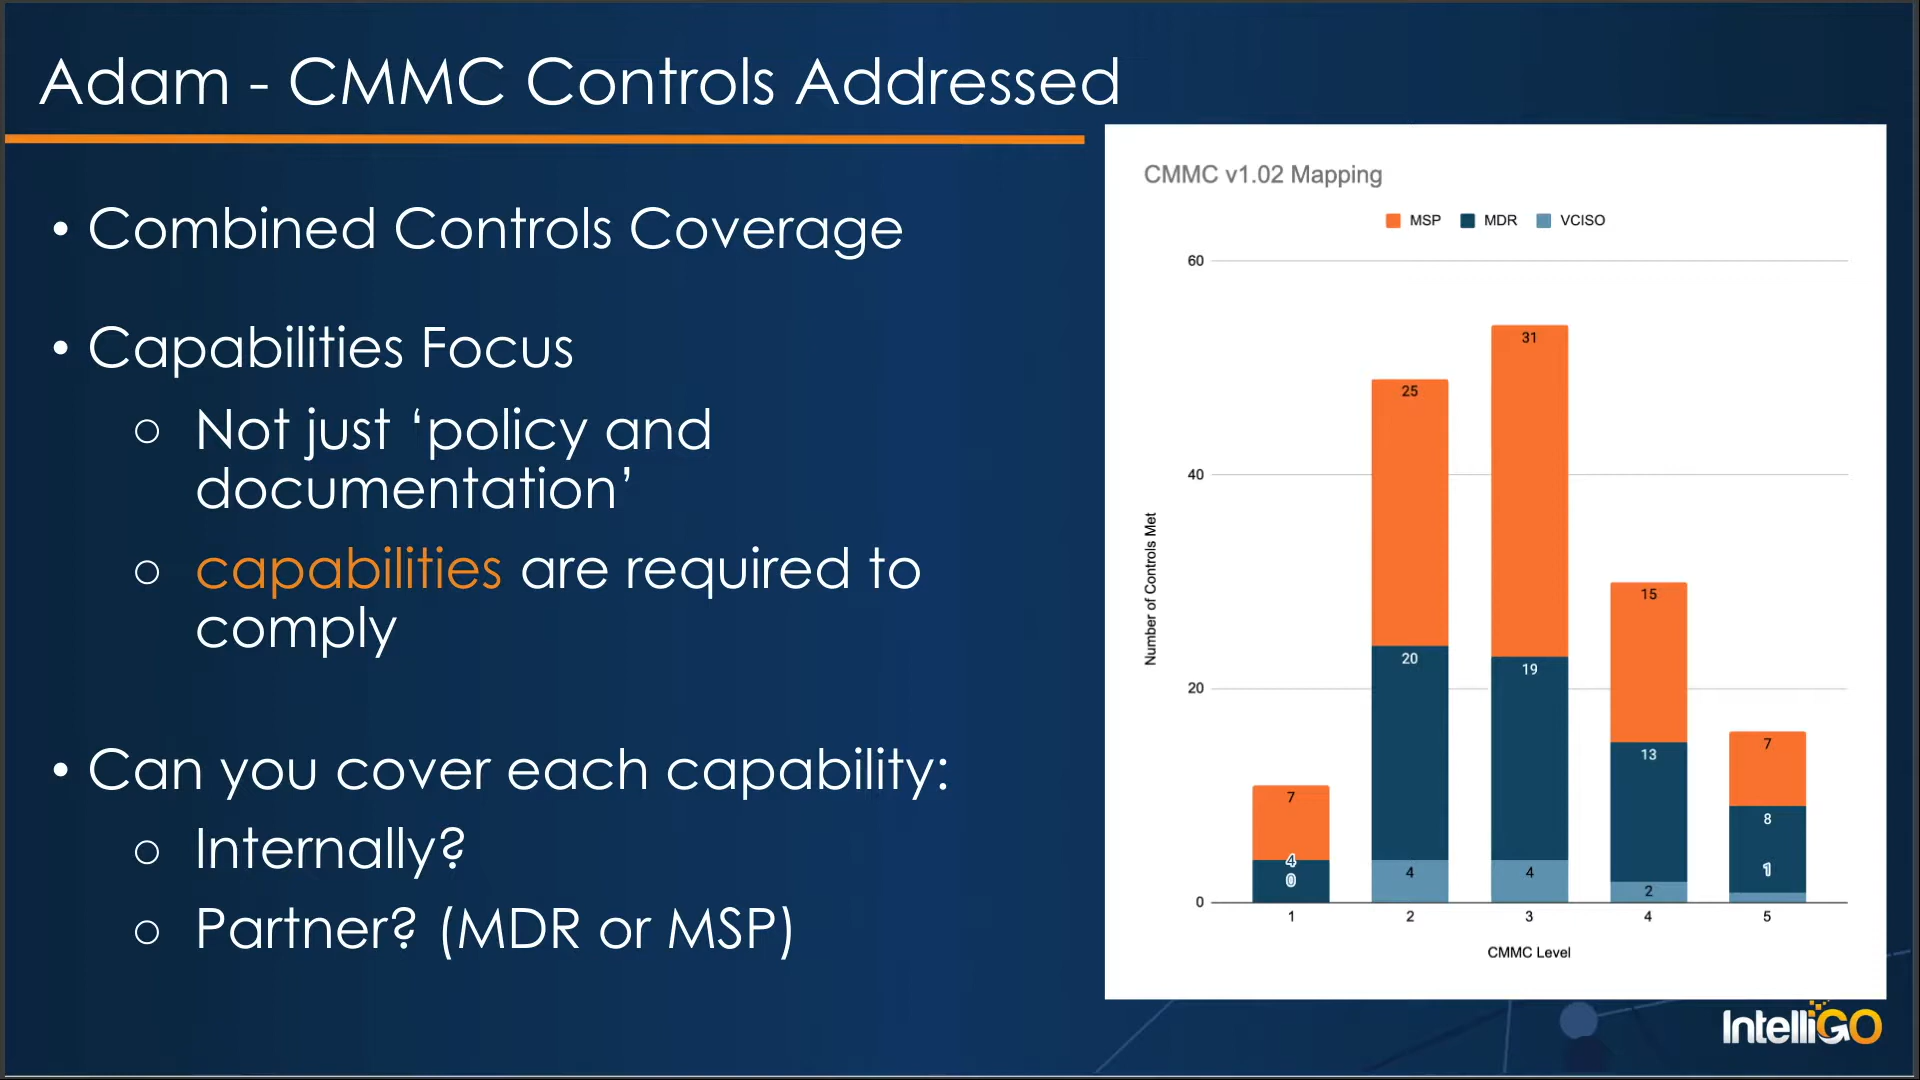 Adam - CMMC Controls Addressed
• Combined Controls Coverage
• Capabilities Focus
○ Not just ‘policy and
documentation’
○ capabilities are required to
comply
• Can you cover each capability:
○ Internally?
○ Partner? (MDR or MSP)
CMMC v1.02 Mapping
MSP MDR VCISO
Number of Controls Met
60
40
20
0
7
4
0
25
20
4
31
19
4
15
13
2
7
8
1
1 2 3 4 5
CMMC Level
IntelliGO